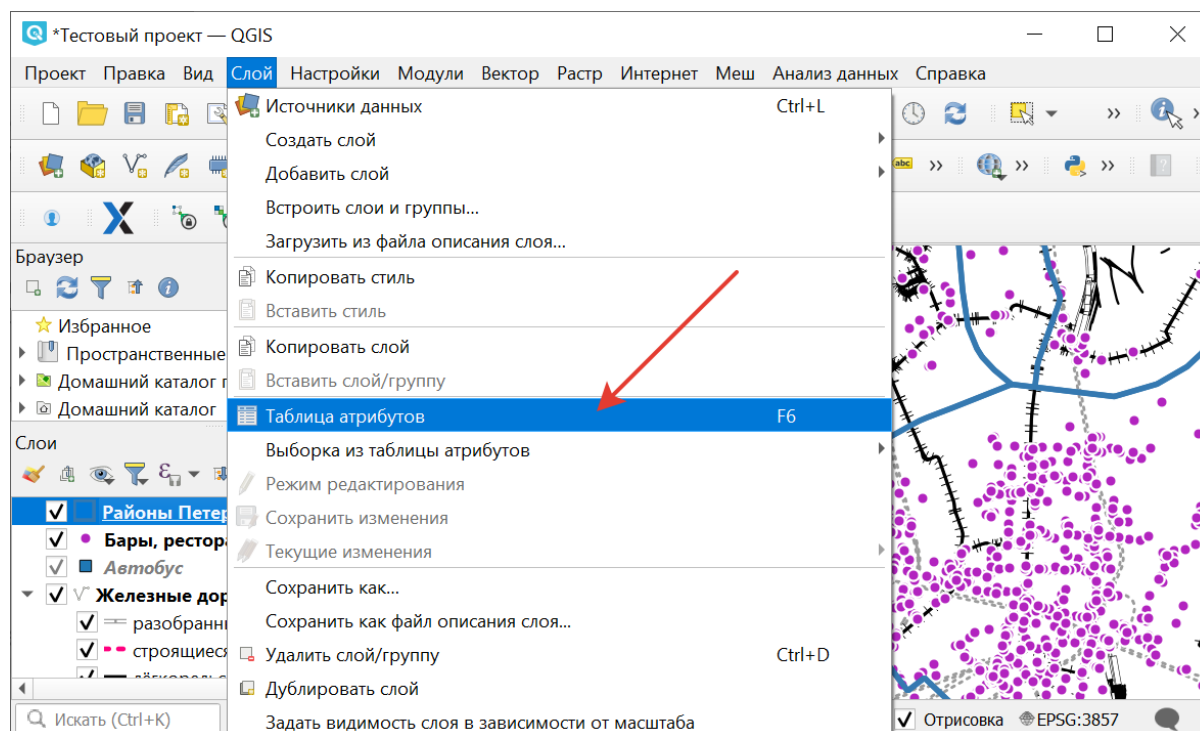 *Тестовый проект — QGIS
Проект Правка Вид Слой Настройки Модули Вектор Растр Интернет Меш Анализ данных Справка
Источники данных Ctrl+L
Создать слой
Добавить слой
Встроить слои и группы...
Загрузить из файла описания слоя...
Копировать стиль
Вставить стиль
Копировать слой
Вставить слой/группу
Таблица атрибутов F6
Выборка из таблицы атрибутов
Режим редактирования
Сохранить изменения
Текущие изменения
Сохранить как...
Сохранить как файл описания слоя...
Удалить слой/группу Ctrl+D
Дублировать слой
Задать видимость слоя в зависимости от масштаба
abc
Браузер
Избранное
Пространственные
Домашний каталог
Домашний каталог
Слои
Районы Петер
Бары, рестор
Автобус
Железные дор
разобранн
строящиеся
Искать (Ctrl+K)
Отрисовка EPSG:3857